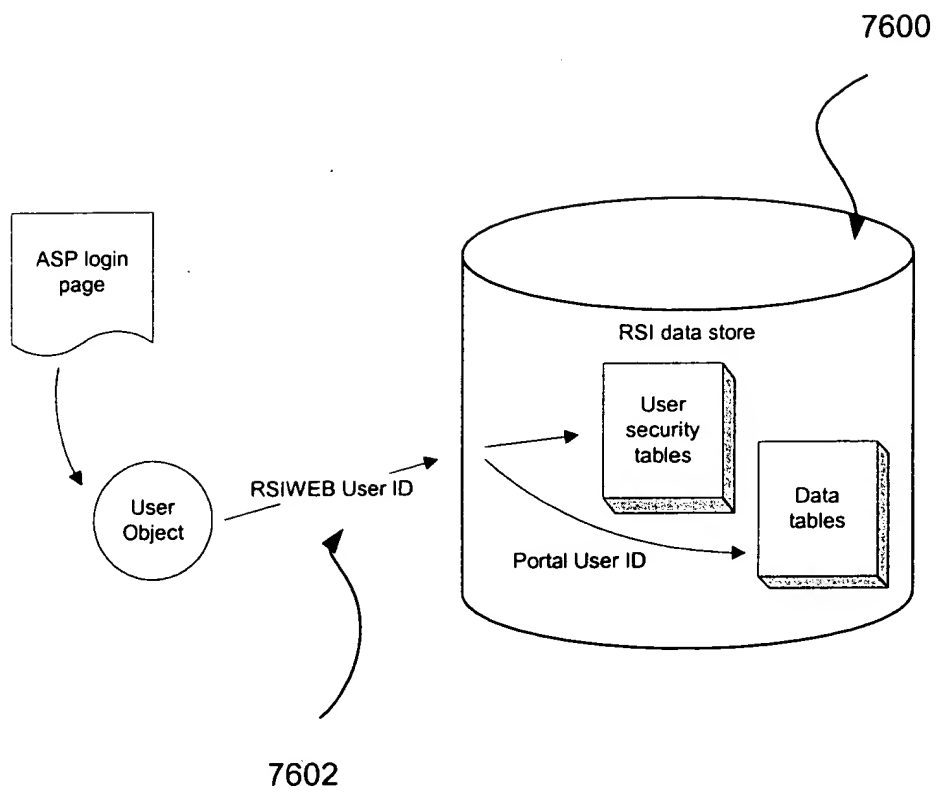 7600
ASP login
page
RSI data store
User
security
tables
RSIWEB User ID
User
Object
Data
tables
Portal User ID
7602